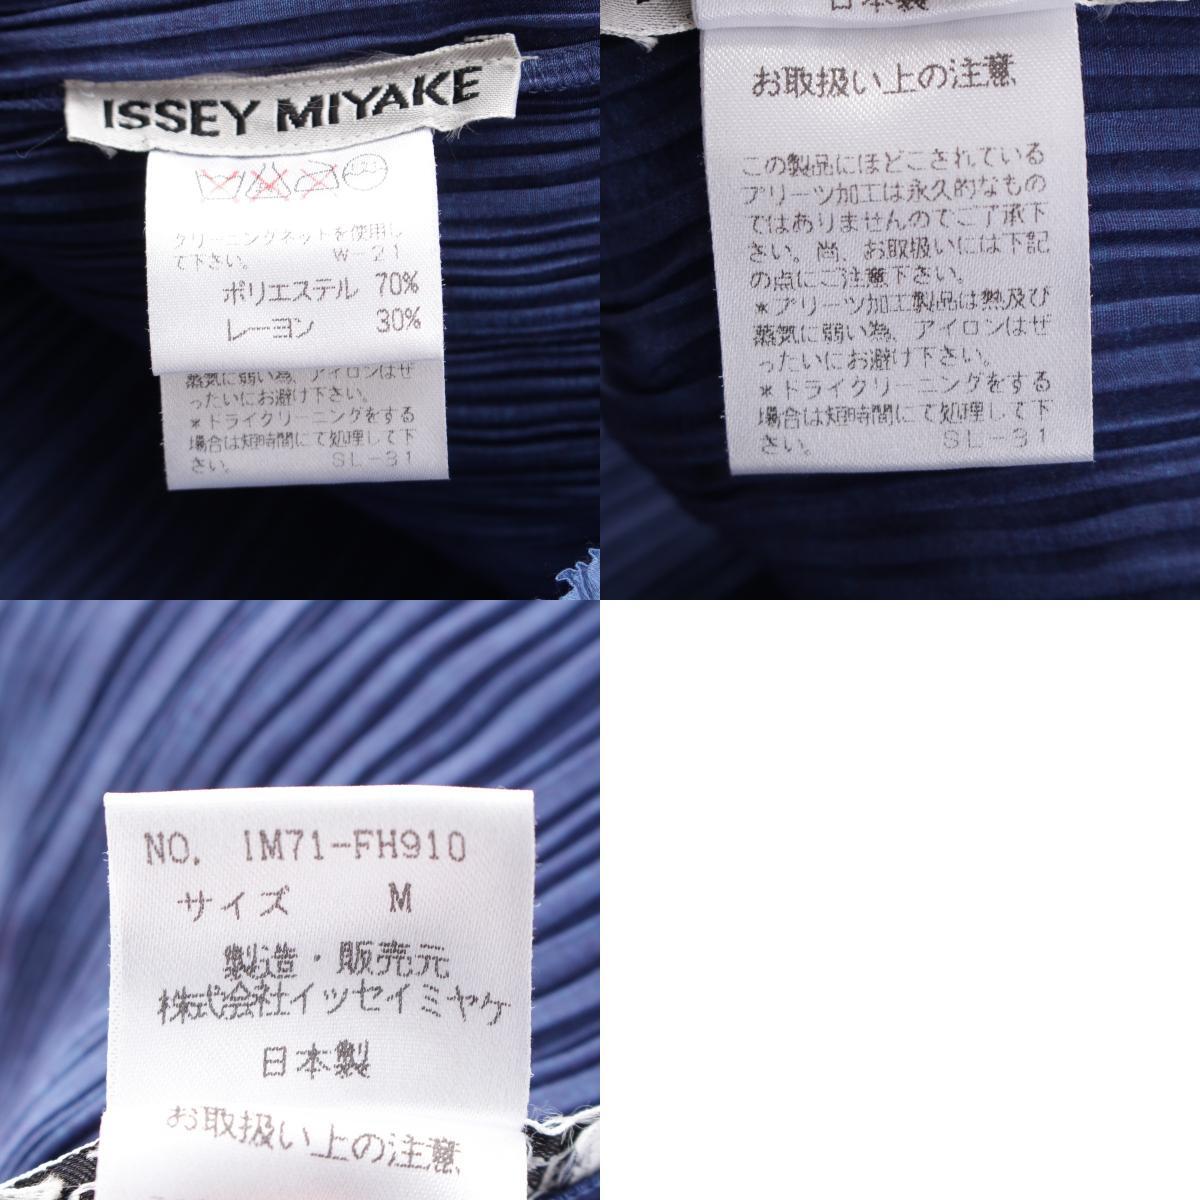 ISSEY MIYAKE
クリーニングネットを使用し
て下さい。 W-21
ポリエステル 70%
レーヨン 30%
蒸気に弱い為、アイロンはぜ
ったいにお避け下さい。
*ドライクリーニングをする
場合は短時間にて処理して下
さい。 SL-31
日本製
お取扱い上の注意
この製品にほどこされている
プリーツ加工は永久的なもの
ではありませんのでご了承下
さい。尚、お取扱いには下記
の点にご注意下さい。
*プリーツ加工製品は熱及び
蒸気に弱い為、アイロンはぜ
ったいにお避け下さい。
*ドライクリーニングをする
場合は短時間にて処理して下
さい。 SL-31
NO. IM71-FH910
サイズ M
製造・販売元
株式会社イッセイミヤケ
日本製
お取扱い上の注意